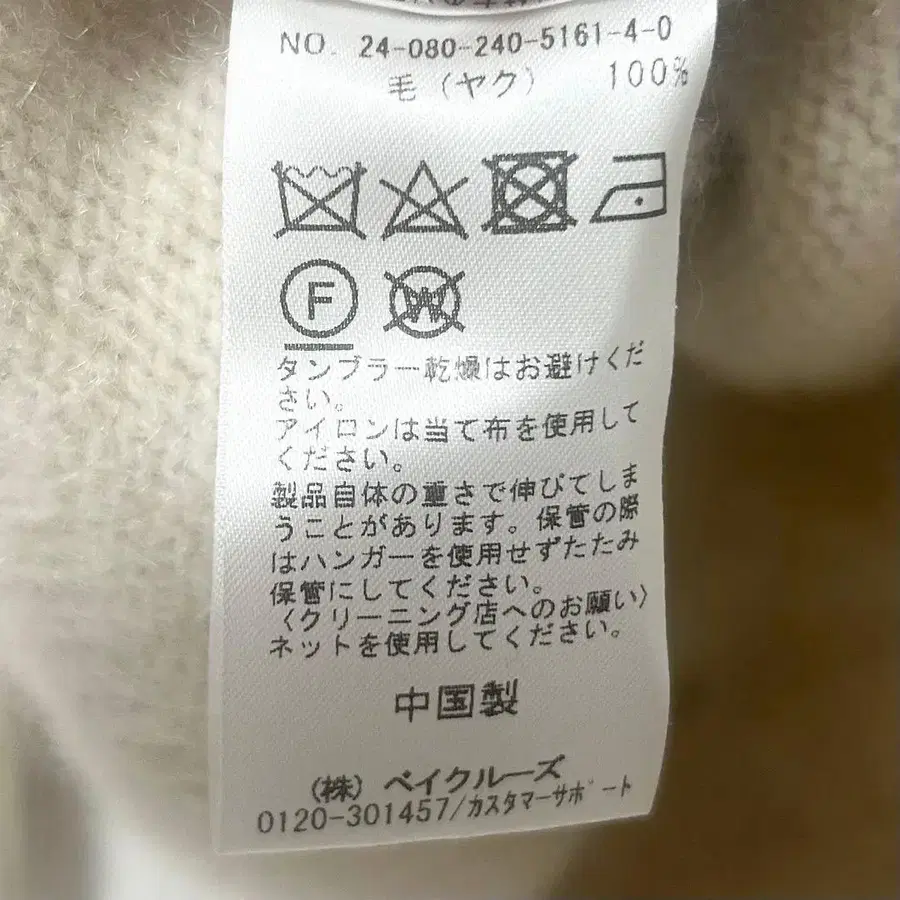 NO. 24-080-240-5161-4-0
毛（ヤク） 100%
F
W
タンブラー乾燥はお避けくだ
さい。
アイロンは当て布を使用して
ください。
製品自体の重さで伸びてしま
うことがあります。保管の際
はハンガーを使用せずたたみ
保管にしてください。
〈クリーニング店へのお願い〉
ネットを使用してください。
中国製
（株）ベイクルーズ
0120-301457/カスタマーサポート